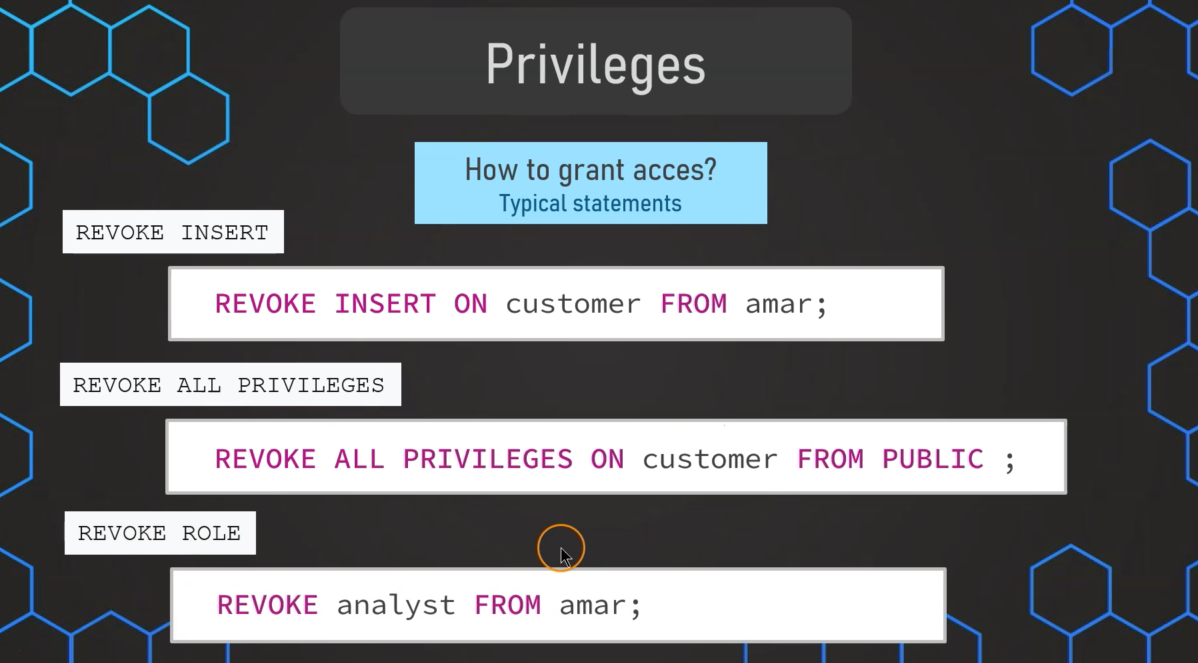 Privileges
How to grant acces?
Typical statements
REVOKE INSERT
REVOKE INSERT ON customer FROM amar;
REVOKE ALL PRIVILEGES
REVOKE ALL PRIVILEGES ON customer FROM PUBLIC ;
REVOKE ROLE
REVOKE analyst FROM amar;